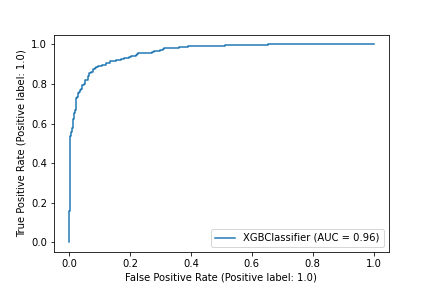 1.0
0.8
0.6
0.4
0.2
0.0
True Positive Rate (Positive label: 1.0)
XGBClassifier (AUC = 0.96)
0.0 0.2 0.4 0.6 0.8 1.0
False Positive Rate (Positive label: 1.0)